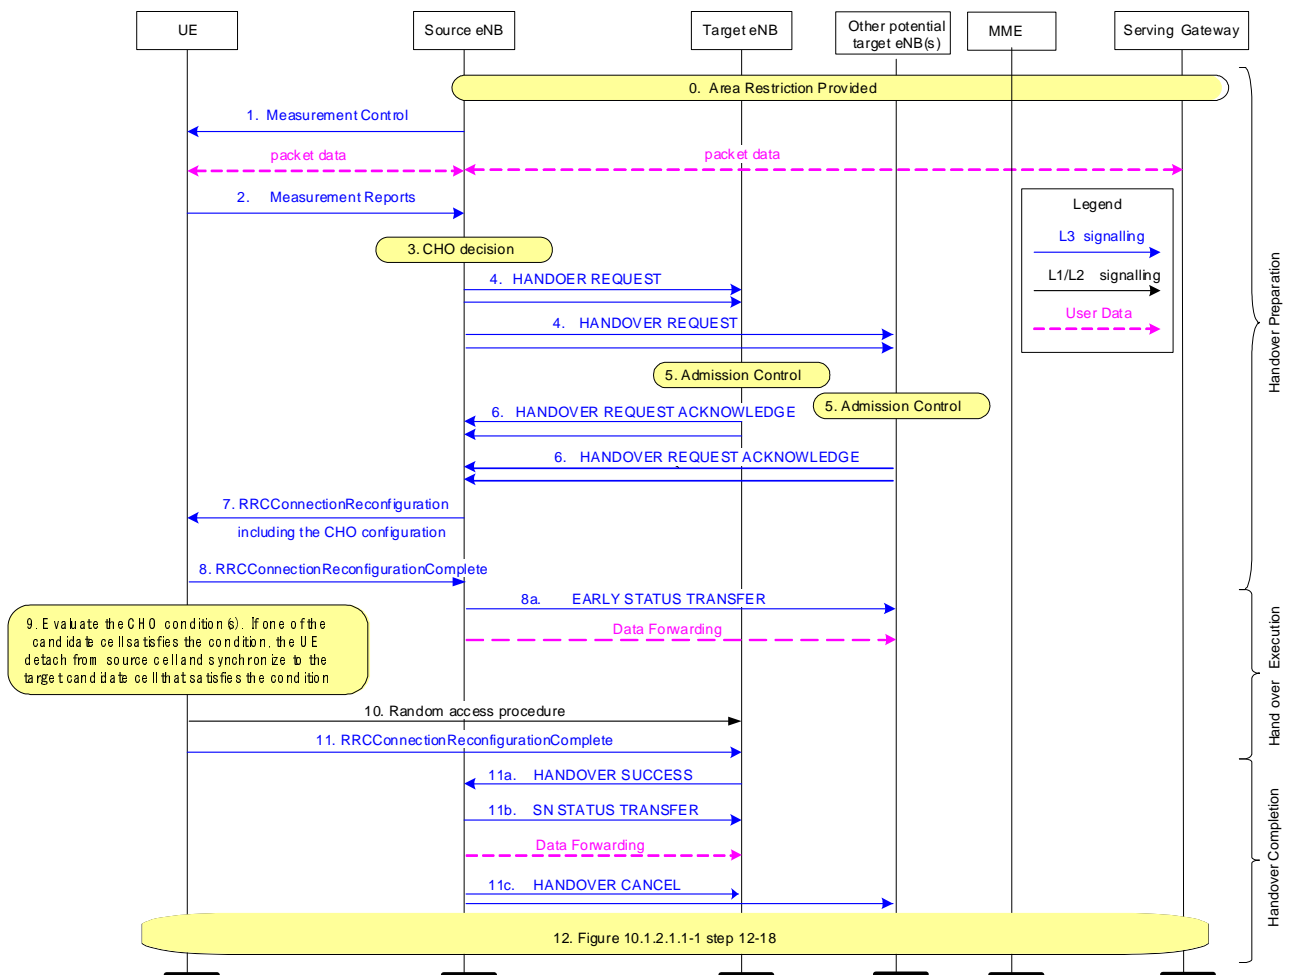 UE
Source eNB
Target eNB
Other potential
target eNB(s)
MME
Serving Gateway
0. Area Restriction Provided
1. Measurement Control
packet data
packet data
2. Measurement Reports
Legend
L3 signalling
L1/L2 signalling
User Data
3. CHO decision
4. HANDOER REQUEST
4. HANDOVER REQUEST
5. Admission Control
5. Admission Control
6. HANDOVER REQUEST ACKNOWLEDGE
6. HANDOVER REQUEST ACKNOWLEDGE
7. RRCConnectionReconfiguration
including the CHO configuration
8. RRCConnectionReconfigurationComplete
8a. EARLY STATUS TRANSFER
Data Forwarding
9. Evaluate the CHO condition(s). If one of the
candidate cell satisfies the condition, the UE
detach from source cell and synchronize to the
target candidate cell that satisfies the condition
10. Random access procedure
11. RRCConnectionReconfigurationComplete
11a. HANDOVER SUCCESS
11b. SN STATUS TRANSFER
Data Forwarding
11c. HANDOVER CANCEL
12. Figure 10.1.2.1.1-1 step 12-18
Handover Preparation
Hand over Execution
Handover Completion